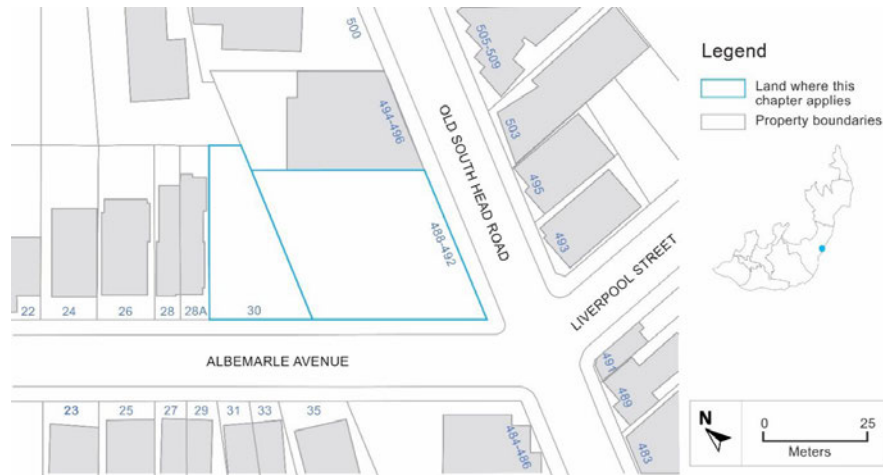 500
505-509
494-496
OLD SOUTH HEAD ROAD
503
495
493
488-492
LIVERPOOL STREET
22
24
26
28
28A
30
ALBEMARLE AVENUE
491
489
483
23
25
27
29
31
33
35
484-486
Legend
Land where this
chapter applies
Property boundaries
N
0
25
Meters